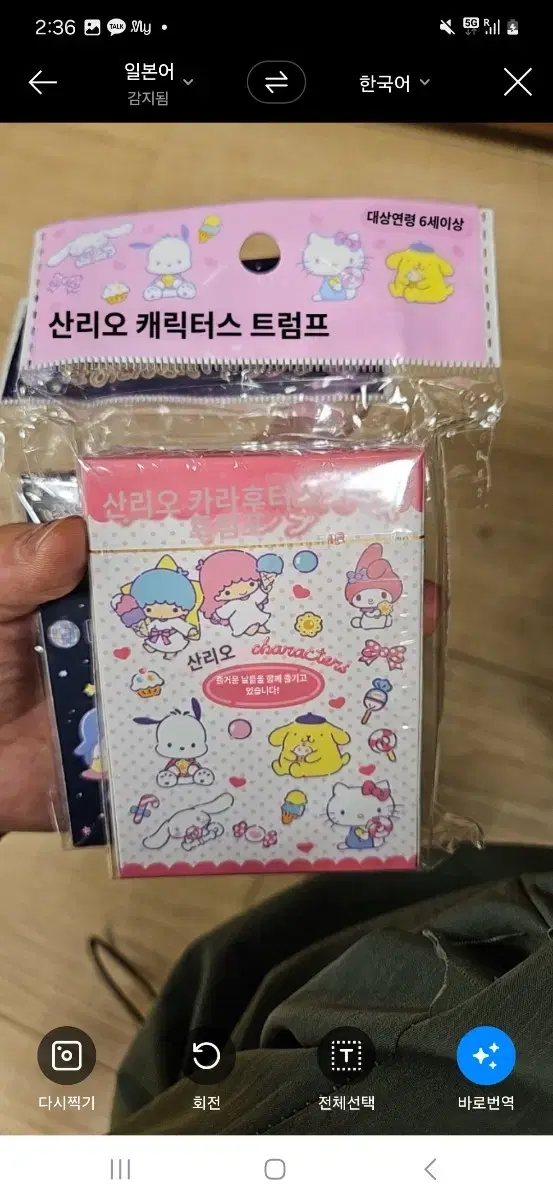 2:36 TALK My
5G R
일본어
감지됨
한국어
대상연령 6세이상
산리오 캐릭터스 트럼프
산리오 카라후
산리오 characters
즐거운 날들을 함께 즐기고
있습니다!
다시찍기
회전
전체선택
바로번역